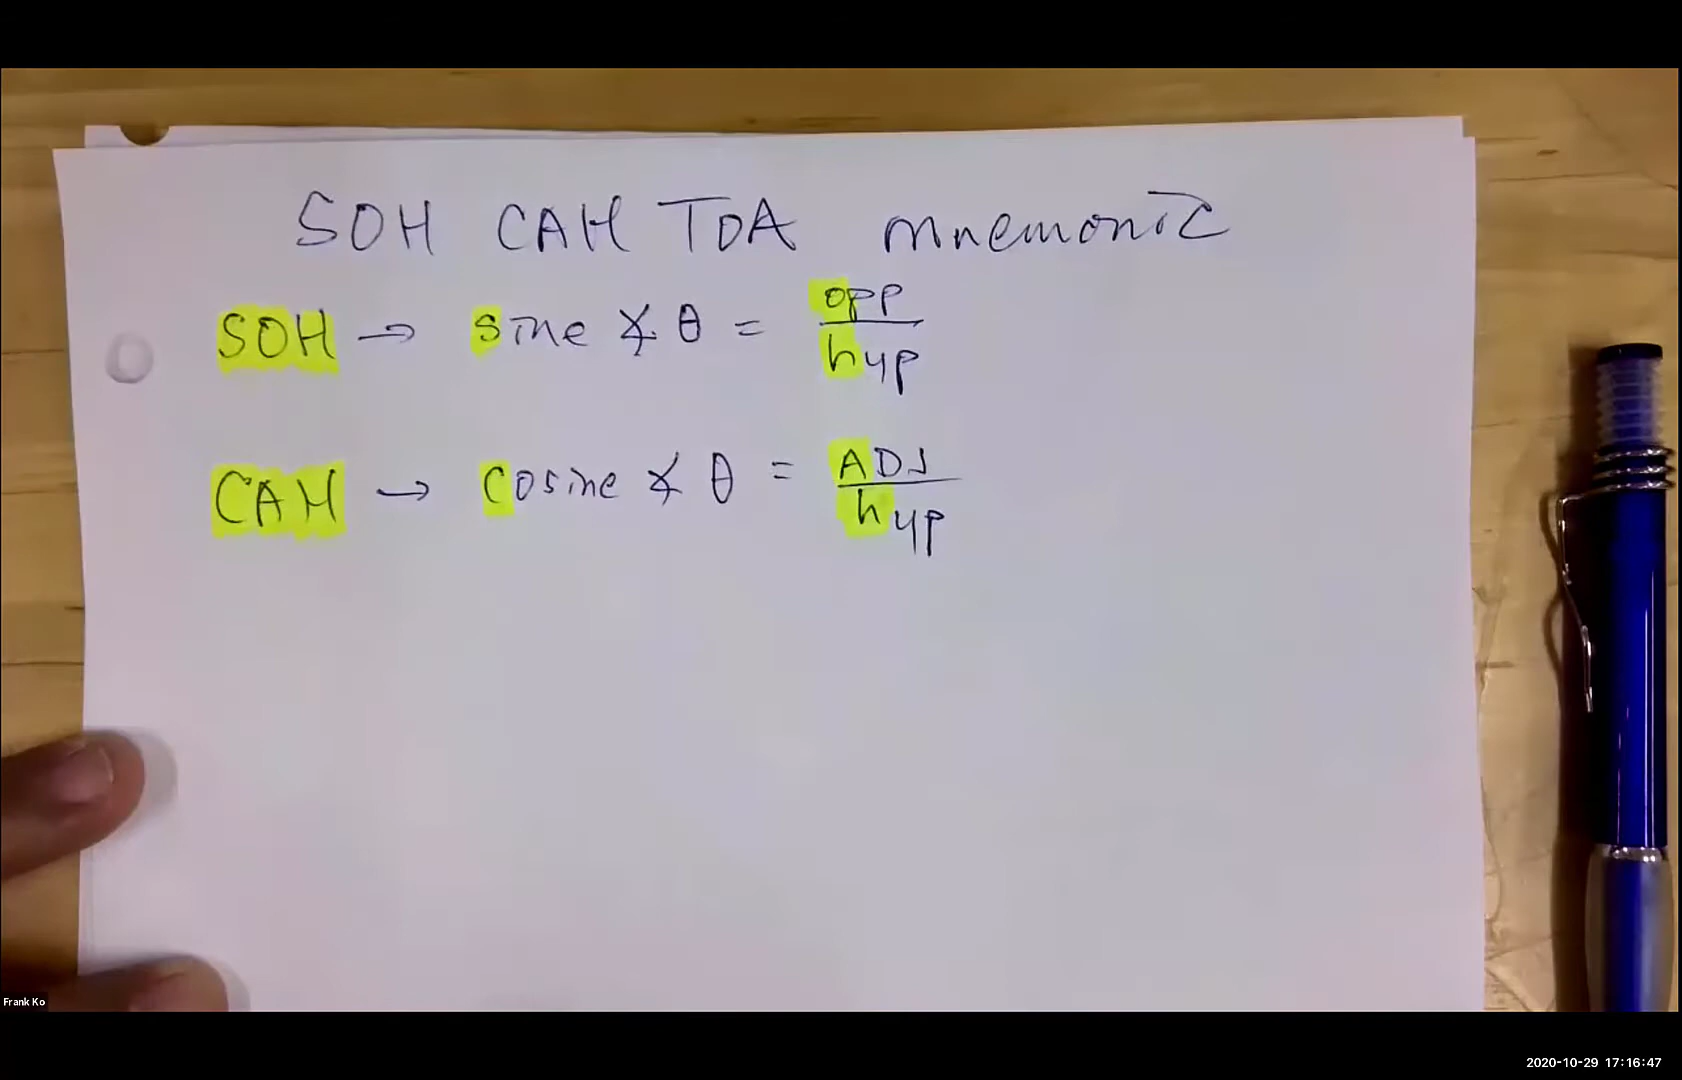 SOH CAH TOA mnemonic
SOH → sine ∡ θ = opp
hyp
CAH → cosine ∡ θ = ADJ
hyp
Frank Ko
2020-10-29 17:16:47